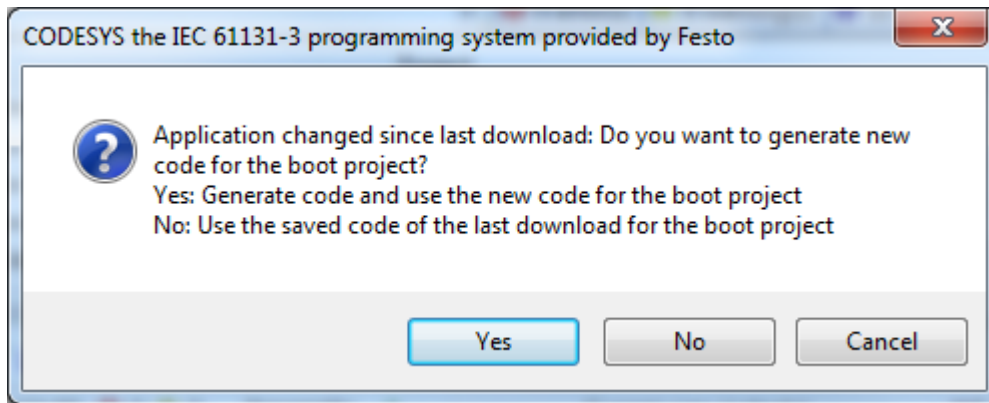 CODESYS the IEC 61131-3 programming system provided by Festo
Application changed since last download: Do you want to generate new
code for the boot project?
Yes: Generate code and use the new code for the boot project
No: Use the saved code of the last download for the boot project
Yes
No
Cancel